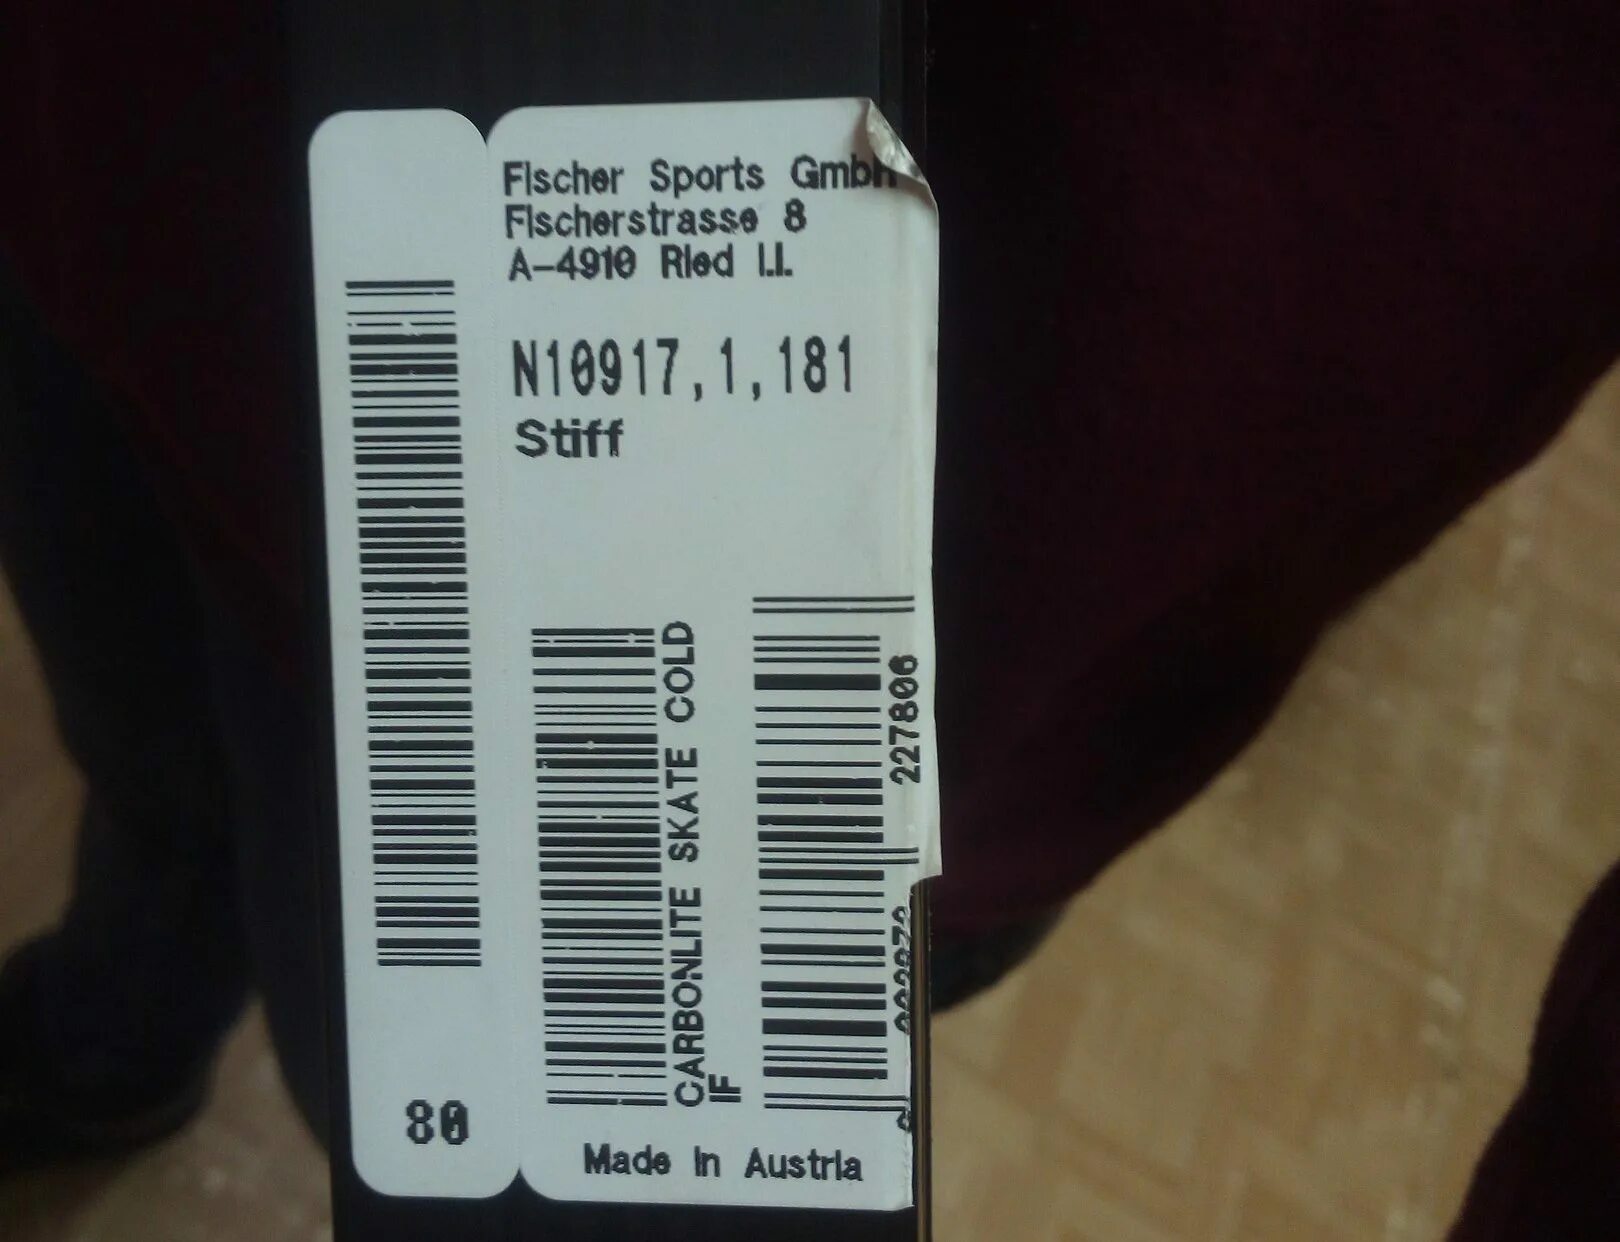 Fischer Sports GmbH
Fischerstrasse 8
A-4910 Ried I.I.
N10917,1,181
Stiff
CARBONLITE SKATE COLD
IF
227806
80
Made in Austria